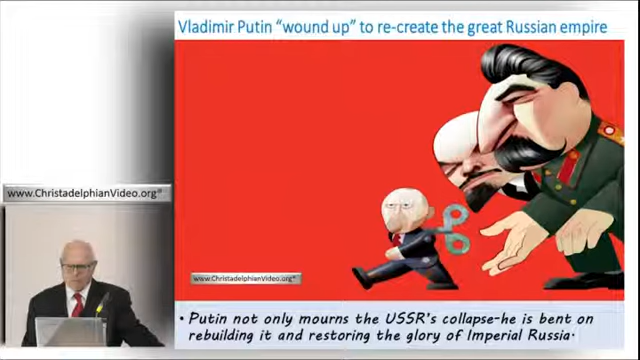 Vladimir Putin “wound up” to re-create the great Russian empire
www.ChristadelphianVideo.org®
www.ChristadelphianVideo.org®
• Putin not only mourns the USSR's collapse-he is bent on
rebuilding it and restoring the glory of Imperial Russia.